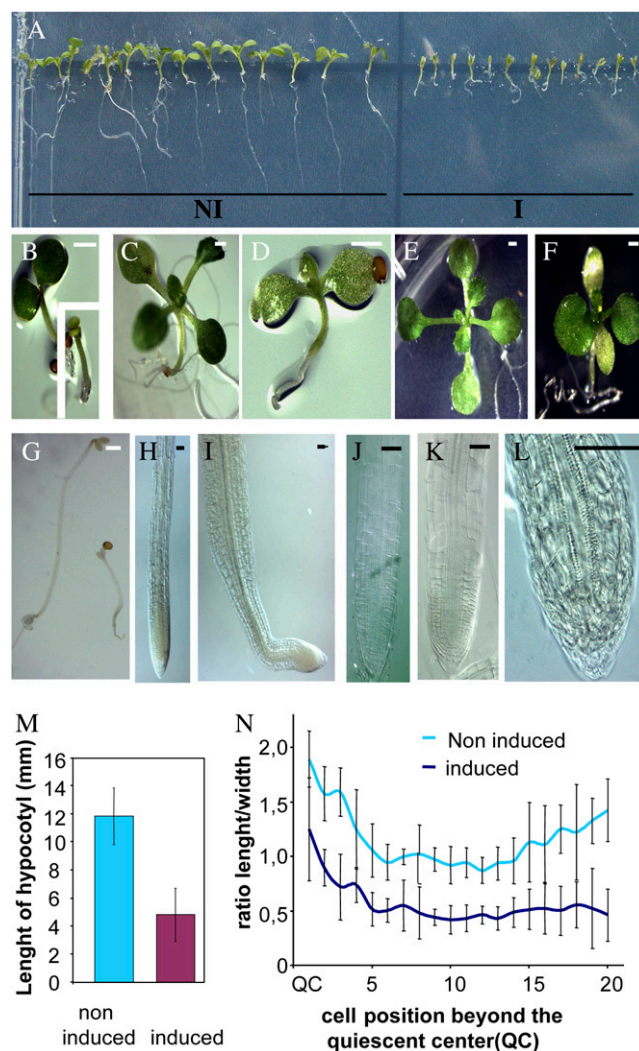 A
NI I
B C D E F
G H I J K L
M
Lenght of hypocotyl (mm)
16
14
12
10
8
6
4
2
0
non
induced induced
N
ratio lenght/width
2,0
1,5
1,0
0,5
0
Non induced
induced
QC 5 10 15 20
cell position beyond the
quiescent center(QC)